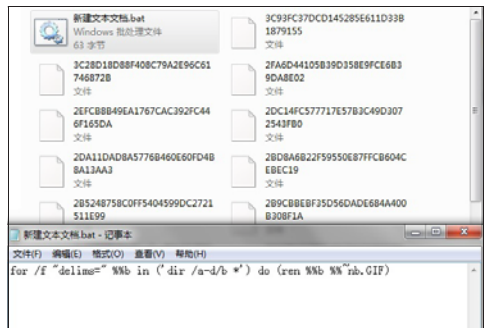 新建文本文档.bat
Windows 批处理文件
63 字节
3C93FC37DCD145285E611D33B
1879155
文件
3C28D18D88F408C79A2E96C61
746872B
文件
2FA6D44105B39D358E9FCE6B3
9DA8E02
文件
2EFCB8B49EA1767CAC392FC44
6F165DA
文件
2DC14FC577717E57B3C49D307
2543FB0
文件
2DA11DAD8A5776B460E60FD4B
8A13AA3
文件
2BD8A6B22F59550E87FFCB604C
EBEC19
文件
2B5248758C0FF5404599DC2721
511E99
2B9CBBEBF35D56DADE684A400
B308F1A
新建文本文档.bat - 记事本
文件(F) 编辑(E) 格式(O) 查看(V) 帮助(H)
for /f "delims=" %%b in ('dir /a-d/b *') do (ren %%b %%~nb.GIF)